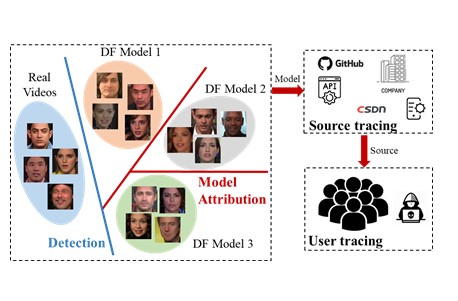 DF Model 1
Real
Videos
DF Model 2
Model
Attribution
DF Model 3
Detection
Model
GitHub
API
COMPANY
CSDN
Source tracing
Source
User tracing